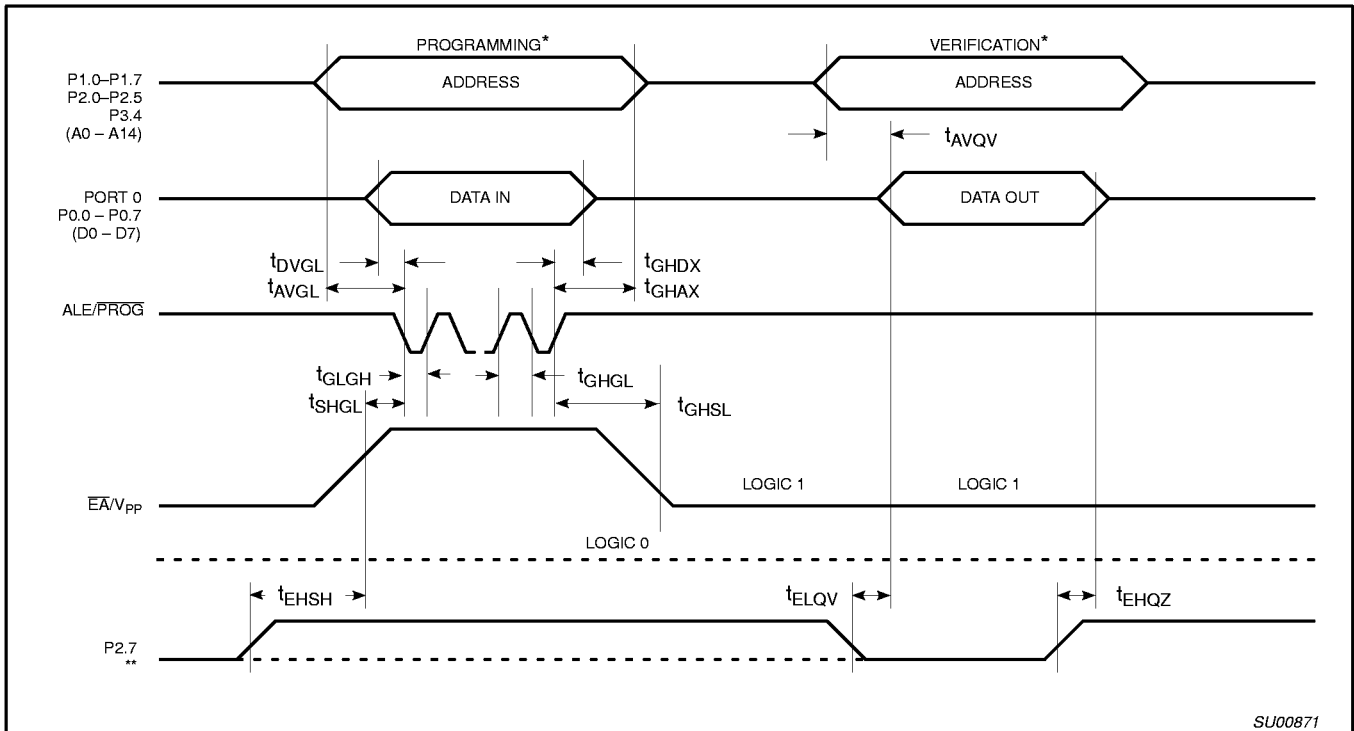 PROGRAMMING*
VERIFICATION*
P1.0–P1.7
P2.0–P2.5
P3.4
(A0 – A14)
ADDRESS
ADDRESS
tAVQV
PORT 0
P0.0 – P0.7
(D0 – D7)
DATA IN
DATA OUT
tDVGL
tGHDX
tAVGL
tGHAX
ALE/PROG
tGLGH
tGHGL
tSHGL
tGHSL
LOGIC 1
LOGIC 1
EA/VPP
LOGIC 0
tEHSH
tELQV
tEHQZ
P2.7
**
SU00871